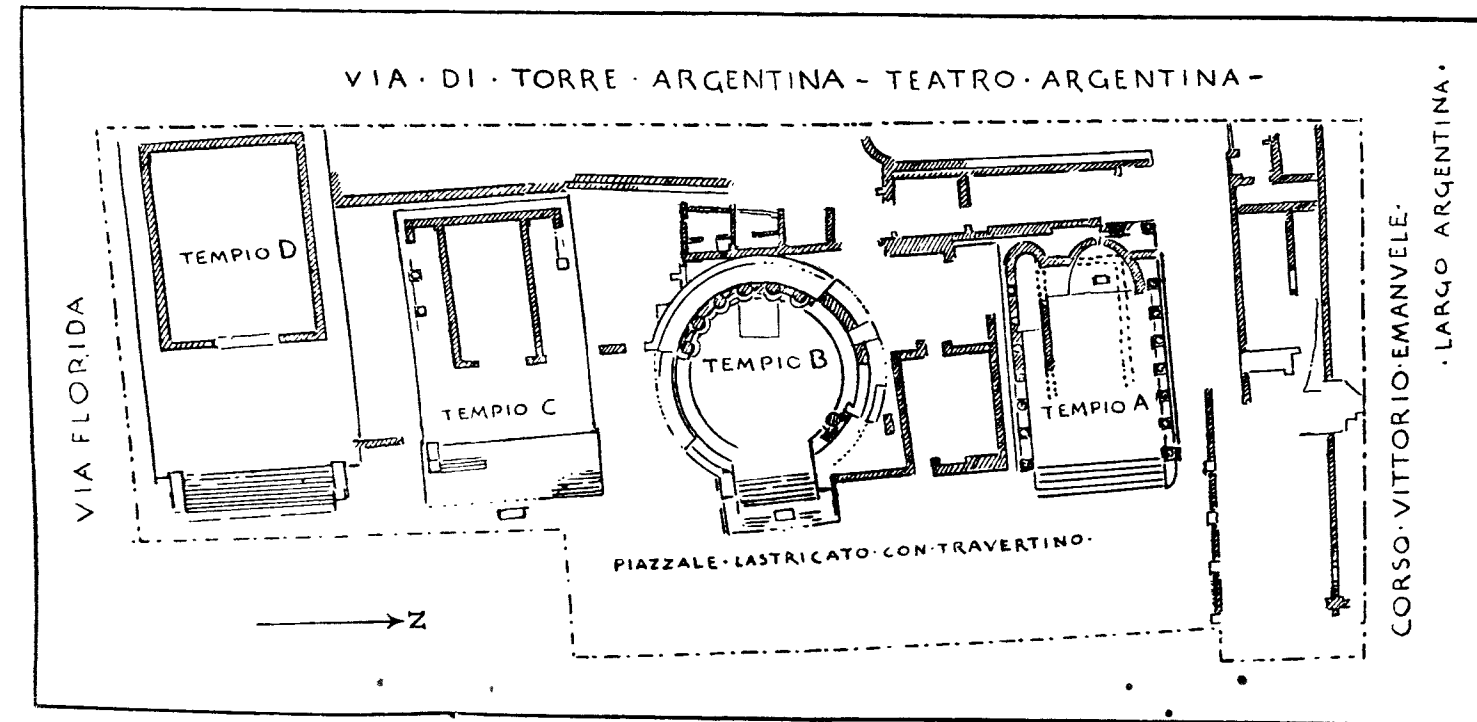 VIA · DI · TORRE · ARGENTINA - TEATRO · ARGENTINA -
· LARGO ARGENTINA ·
CORSO · VITTORIO · EMANVELE ·
VIA FLORIDA
TEMPIO D
TEMPIO C
TEMPIO B
TEMPIO A
PIAZZALE · LASTRICATO · CON · TRAVERTINO ·
N